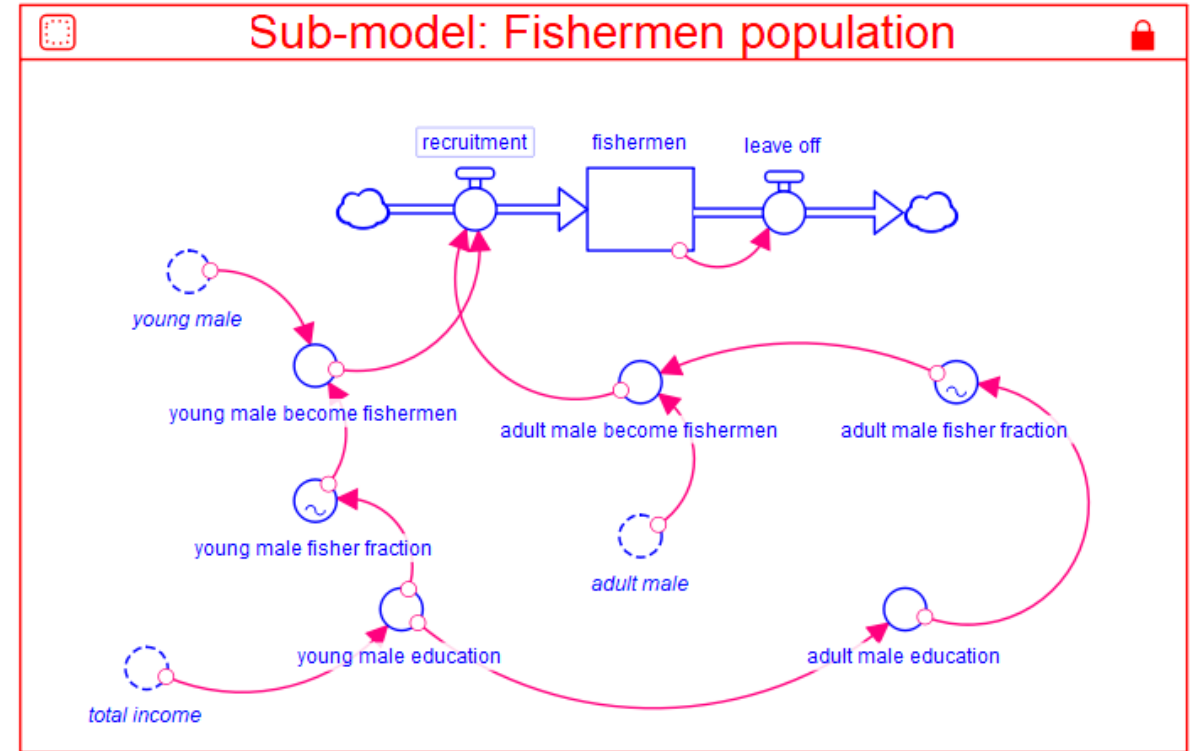 Sub-model: Fishermen population
recruitment
fishermen
leave off
young male
young male become fishermen
adult male become fishermen
adult male fisher fraction
young male fisher fraction
adult male
young male education
adult male education
total income